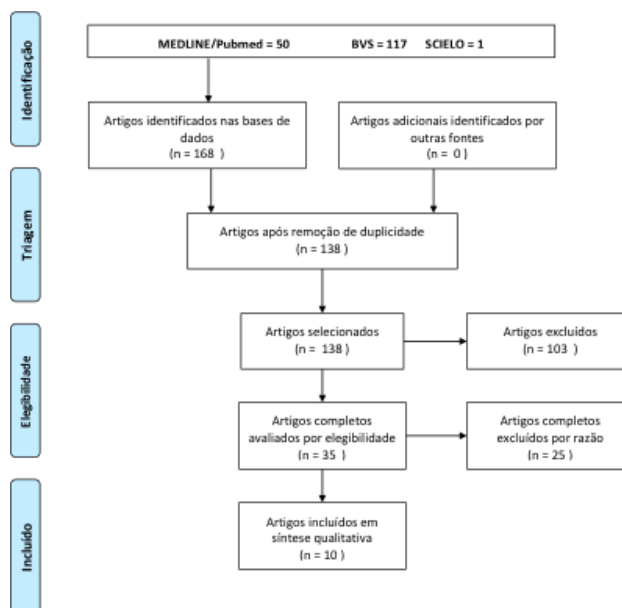 Identificação
MEDLINE/Pubmed = 50 BVS = 117 SCIELO = 1
Artigos identificados nas bases de
dados
(n = 168 )
Artigos adicionais identificados por
outras fontes
(n = 0 )
Triagem
Artigos após remoção de duplicidade
(n = 138 )
Elegibilidade
Artigos selecionados
(n = 138 )
Artigos excluídos
(n = 103 )
Artigos completos
avaliados por elegibilidade
(n = 35 )
Artigos completos
excluídos por razão
(n = 25 )
Incluído
Artigos incluídos em
síntese qualitativa
(n = 10 )